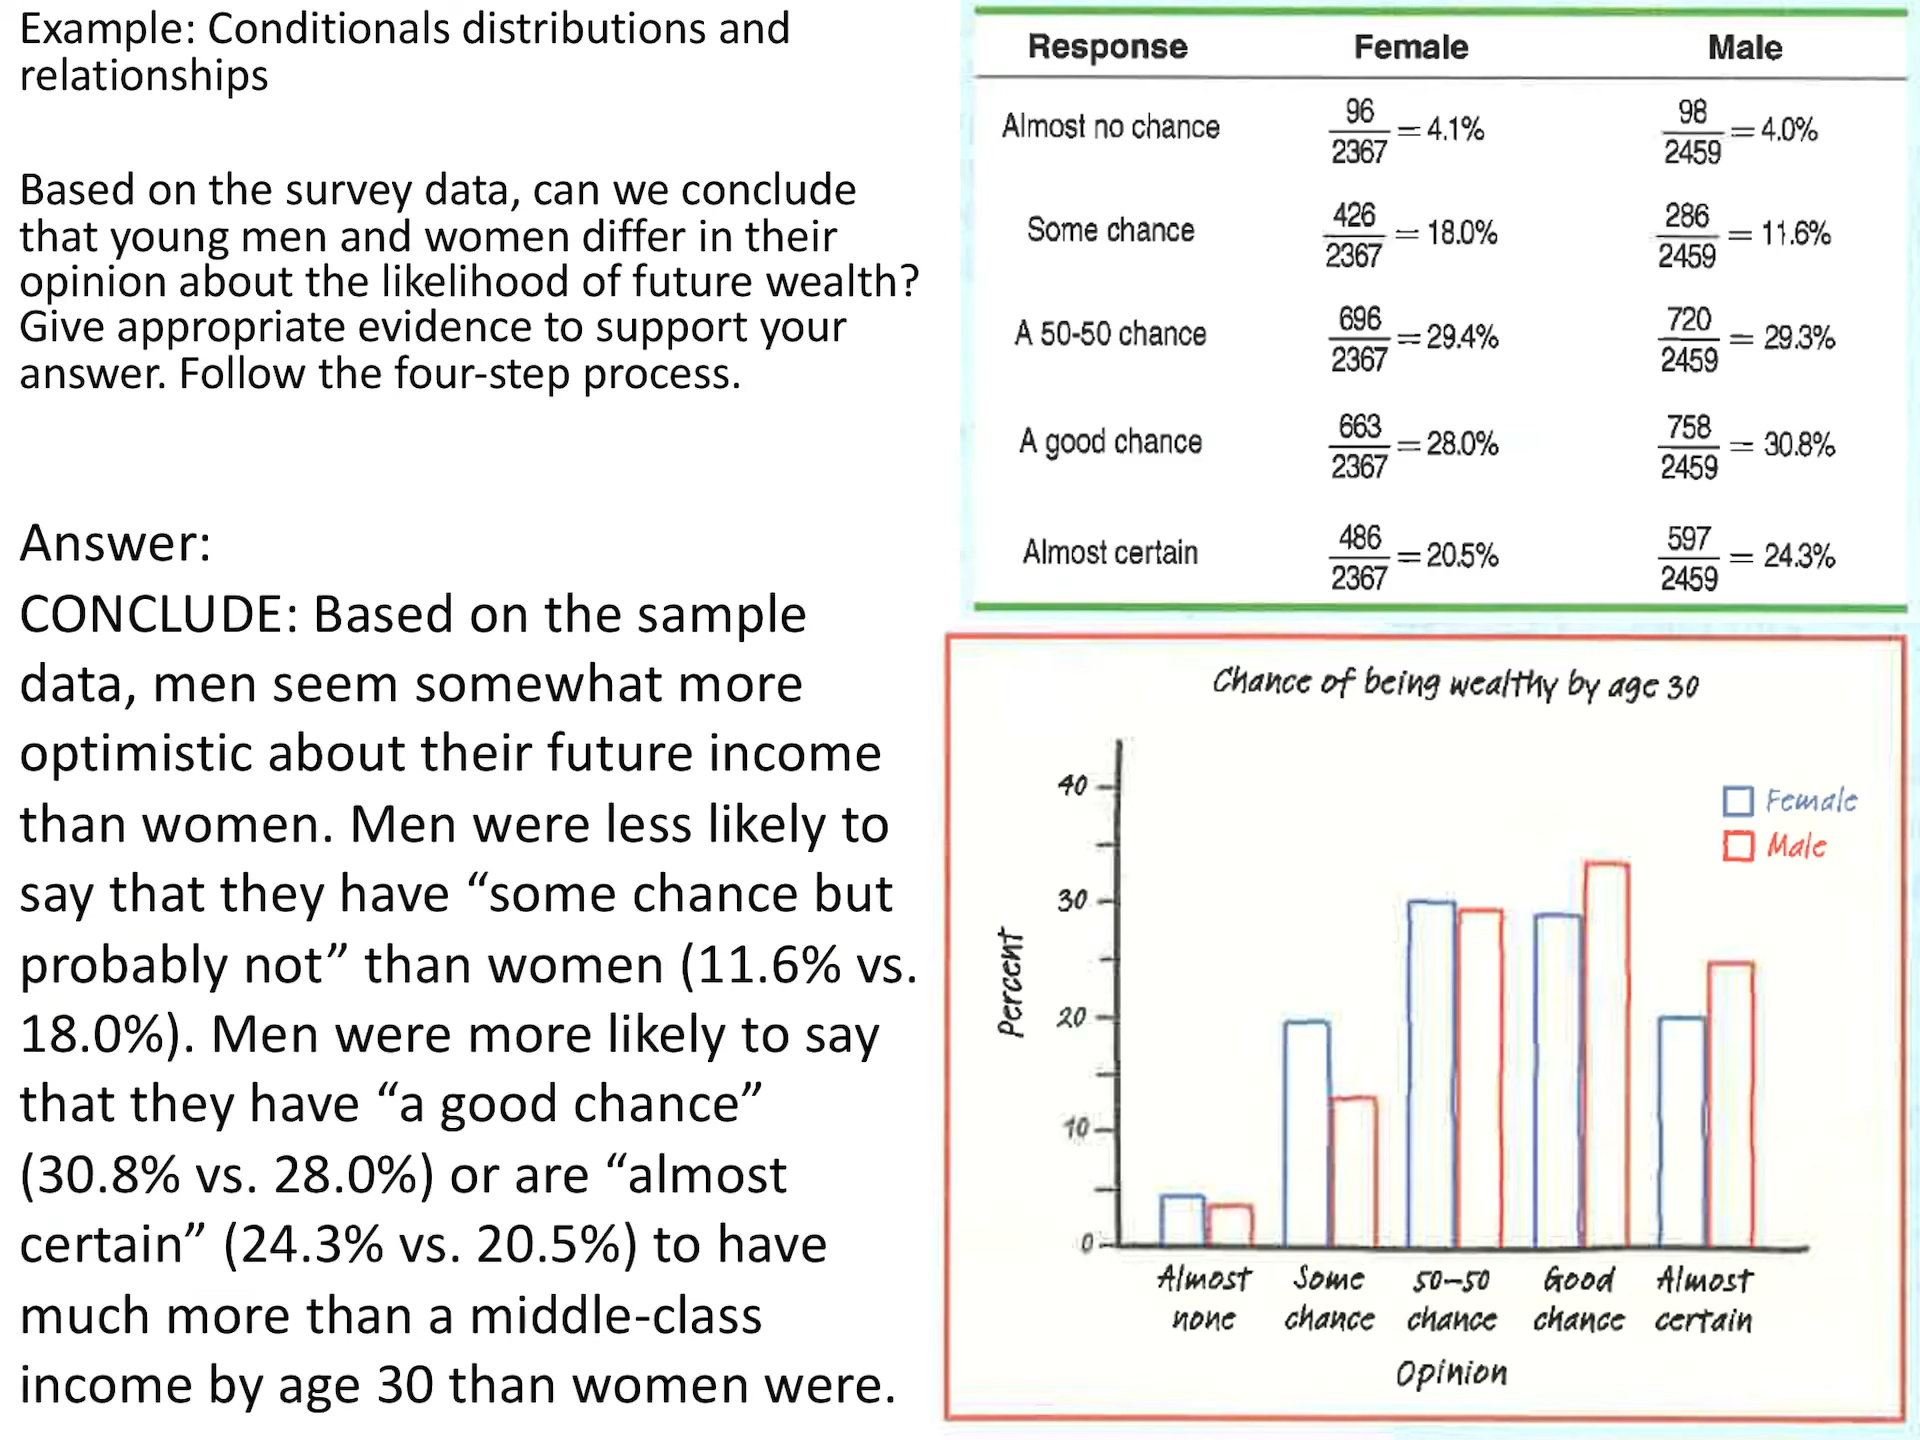 Example: Conditionals distributions and
relationships
Based on the survey data, can we conclude
that young men and women differ in their
opinion about the likelihood of future wealth?
Give appropriate evidence to support your
answer. Follow the four-step process.
Answer:
CONCLUDE: Based on the sample
data, men seem somewhat more
optimistic about their future income
than women. Men were less likely to
say that they have “some chance but
probably not” than women (11.6% vs.
18.0%). Men were more likely to say
that they have “a good chance”
(30.8% vs. 28.0%) or are “almost
certain” (24.3% vs. 20.5%) to have
much more than a middle-class
income by age 30 than women were.
Response Female Male
Almost no chance 96/2367 = 4.1% 98/2459 = 4.0%
Some chance 426/2367 = 18.0% 286/2459 = 11.6%
A 50-50 chance 696/2367 = 29.4% 720/2459 = 29.3%
A good chance 663/2367 = 28.0% 758/2459 = 30.8%
Almost certain 486/2367 = 20.5% 597/2459 = 24.3%
Chance of being wealthy by age 30
Female
Male
Percent
40
30
20
10
0
Almost none
Some chance
50-50 chance
Good chance
Almost certain
Opinion